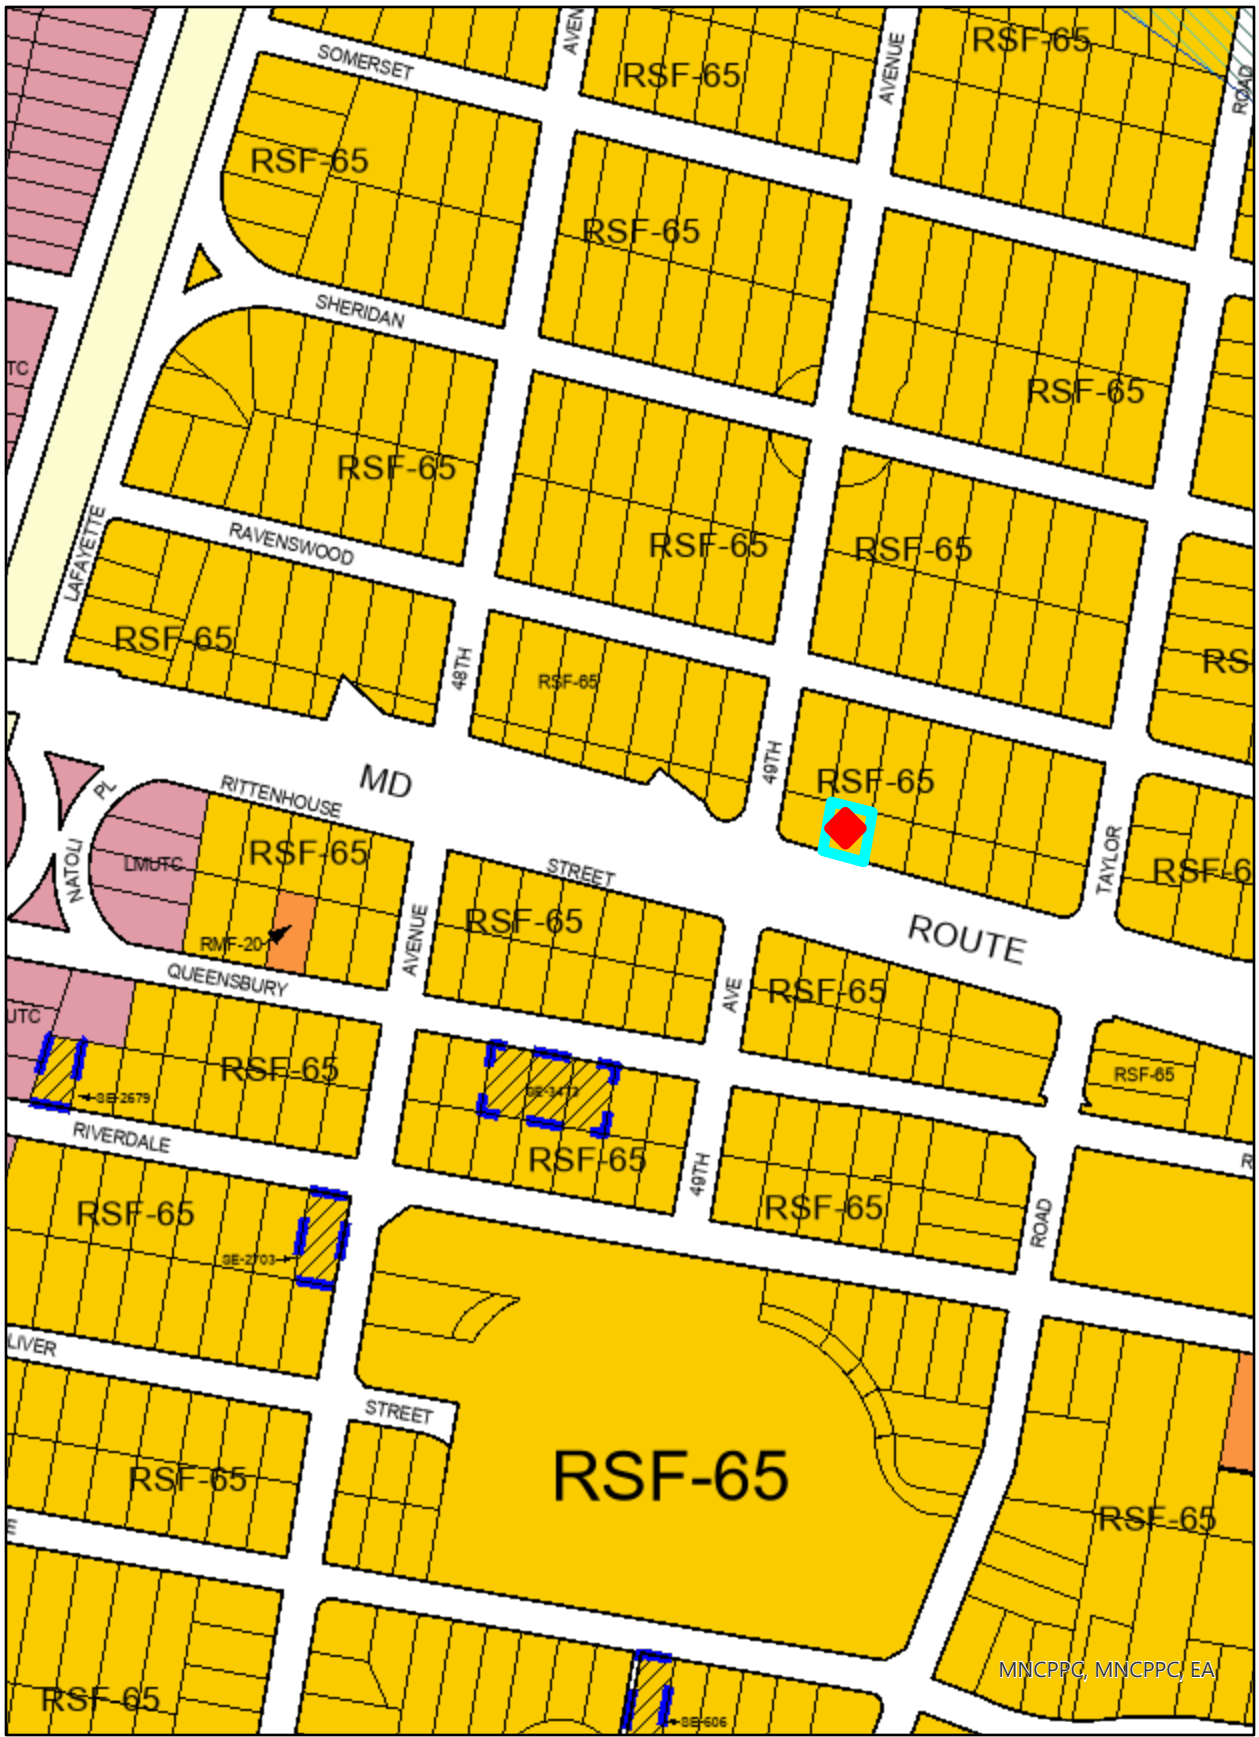 AVEN
AVENUE
RSF-65
RSF-65
ROAD
SOMERSET
RSF-65
RSF-65
SHERIDAN
TC
RSF-65
RSF-65
RSF-65
RSF-65
LAFAYETTE
RAVENSWOOD
RSF-65
48TH
RSF-65
RS
49TH
RSF-65
MD
PL
RITTENHOUSE
NATOLI
LMUTC
RSF-65
STREET
TAYLOR
RSF-6
RMF-20
AVENUE
RSF-65
ROUTE
QUEENSBURY
AVE
RSF-65
UTC
RSF-65
SE-2679
SE-3473
RSF-65
RIVERDALE
RSF-65
49TH
R
RSF-65
RSF-65
ROAD
SE-2703
LIVER
STREET
RSF-65
RSF-65
RSF-65
E
MNCPPC, MNCPPC, EA
RSF-65
SE-606